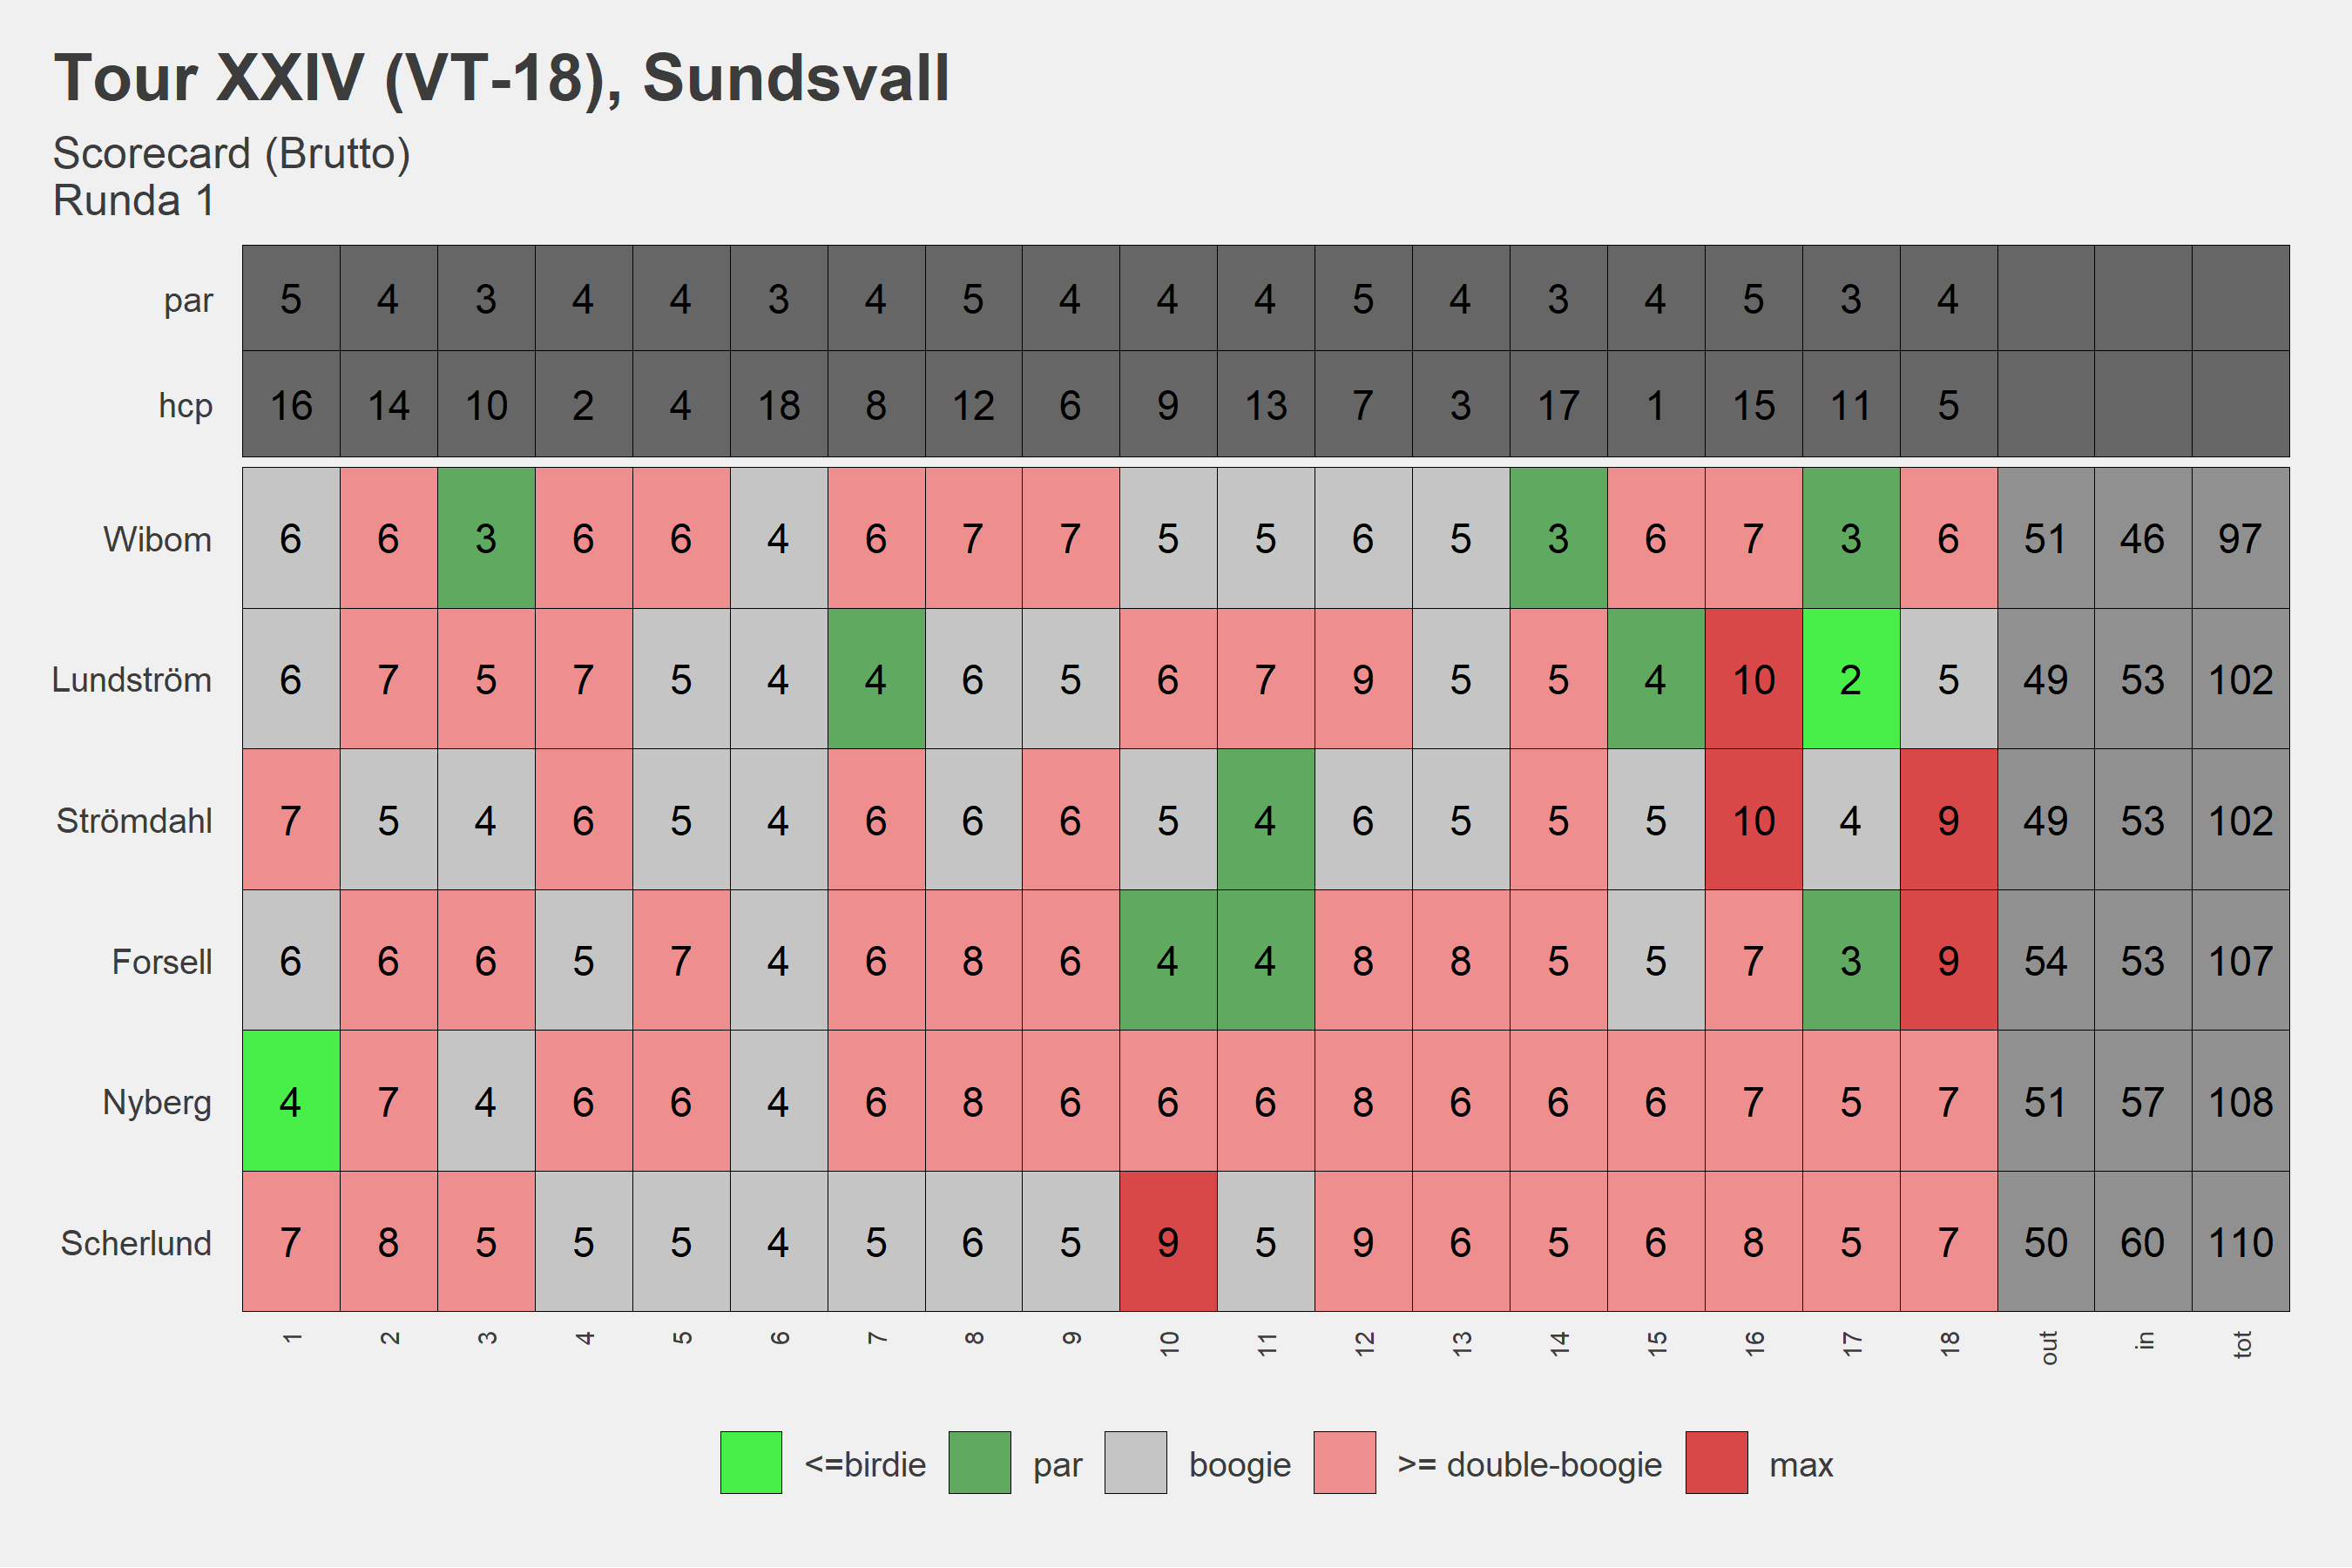 Tour XXIV (VT-18), Sundsvall
Scorecard (Brutto)
Runda 1
par 5 4 3 4 4 3 4 5 4 4 4 5 4 3 4 5 3 4
hcp 16 14 10 2 4 18 8 12 6 9 13 7 3 17 1 15 11 5
Wibom 6 6 3 6 6 4 6 7 7 5 5 6 5 3 6 7 3 6 51 46 97
Lundström 6 7 5 7 5 4 4 6 5 6 7 9 5 5 4 10 2 5 49 53 102
Strömdahl 7 5 4 6 5 4 6 6 6 5 4 6 5 5 5 10 4 9 49 53 102
Forsell 6 6 6 5 7 4 6 8 6 4 4 8 8 5 5 7 3 9 54 53 107
Nyberg 4 7 4 6 6 4 6 8 6 6 6 8 6 6 6 7 5 7 51 57 108
Scherlund 7 8 5 5 5 4 5 6 5 9 5 9 6 5 6 8 5 7 50 60 110
1 2 3 4 5 6 7 8 9 10 11 12 13 14 15 16 17 18 out in tot
<=birdie par boogie >= double-boogie max